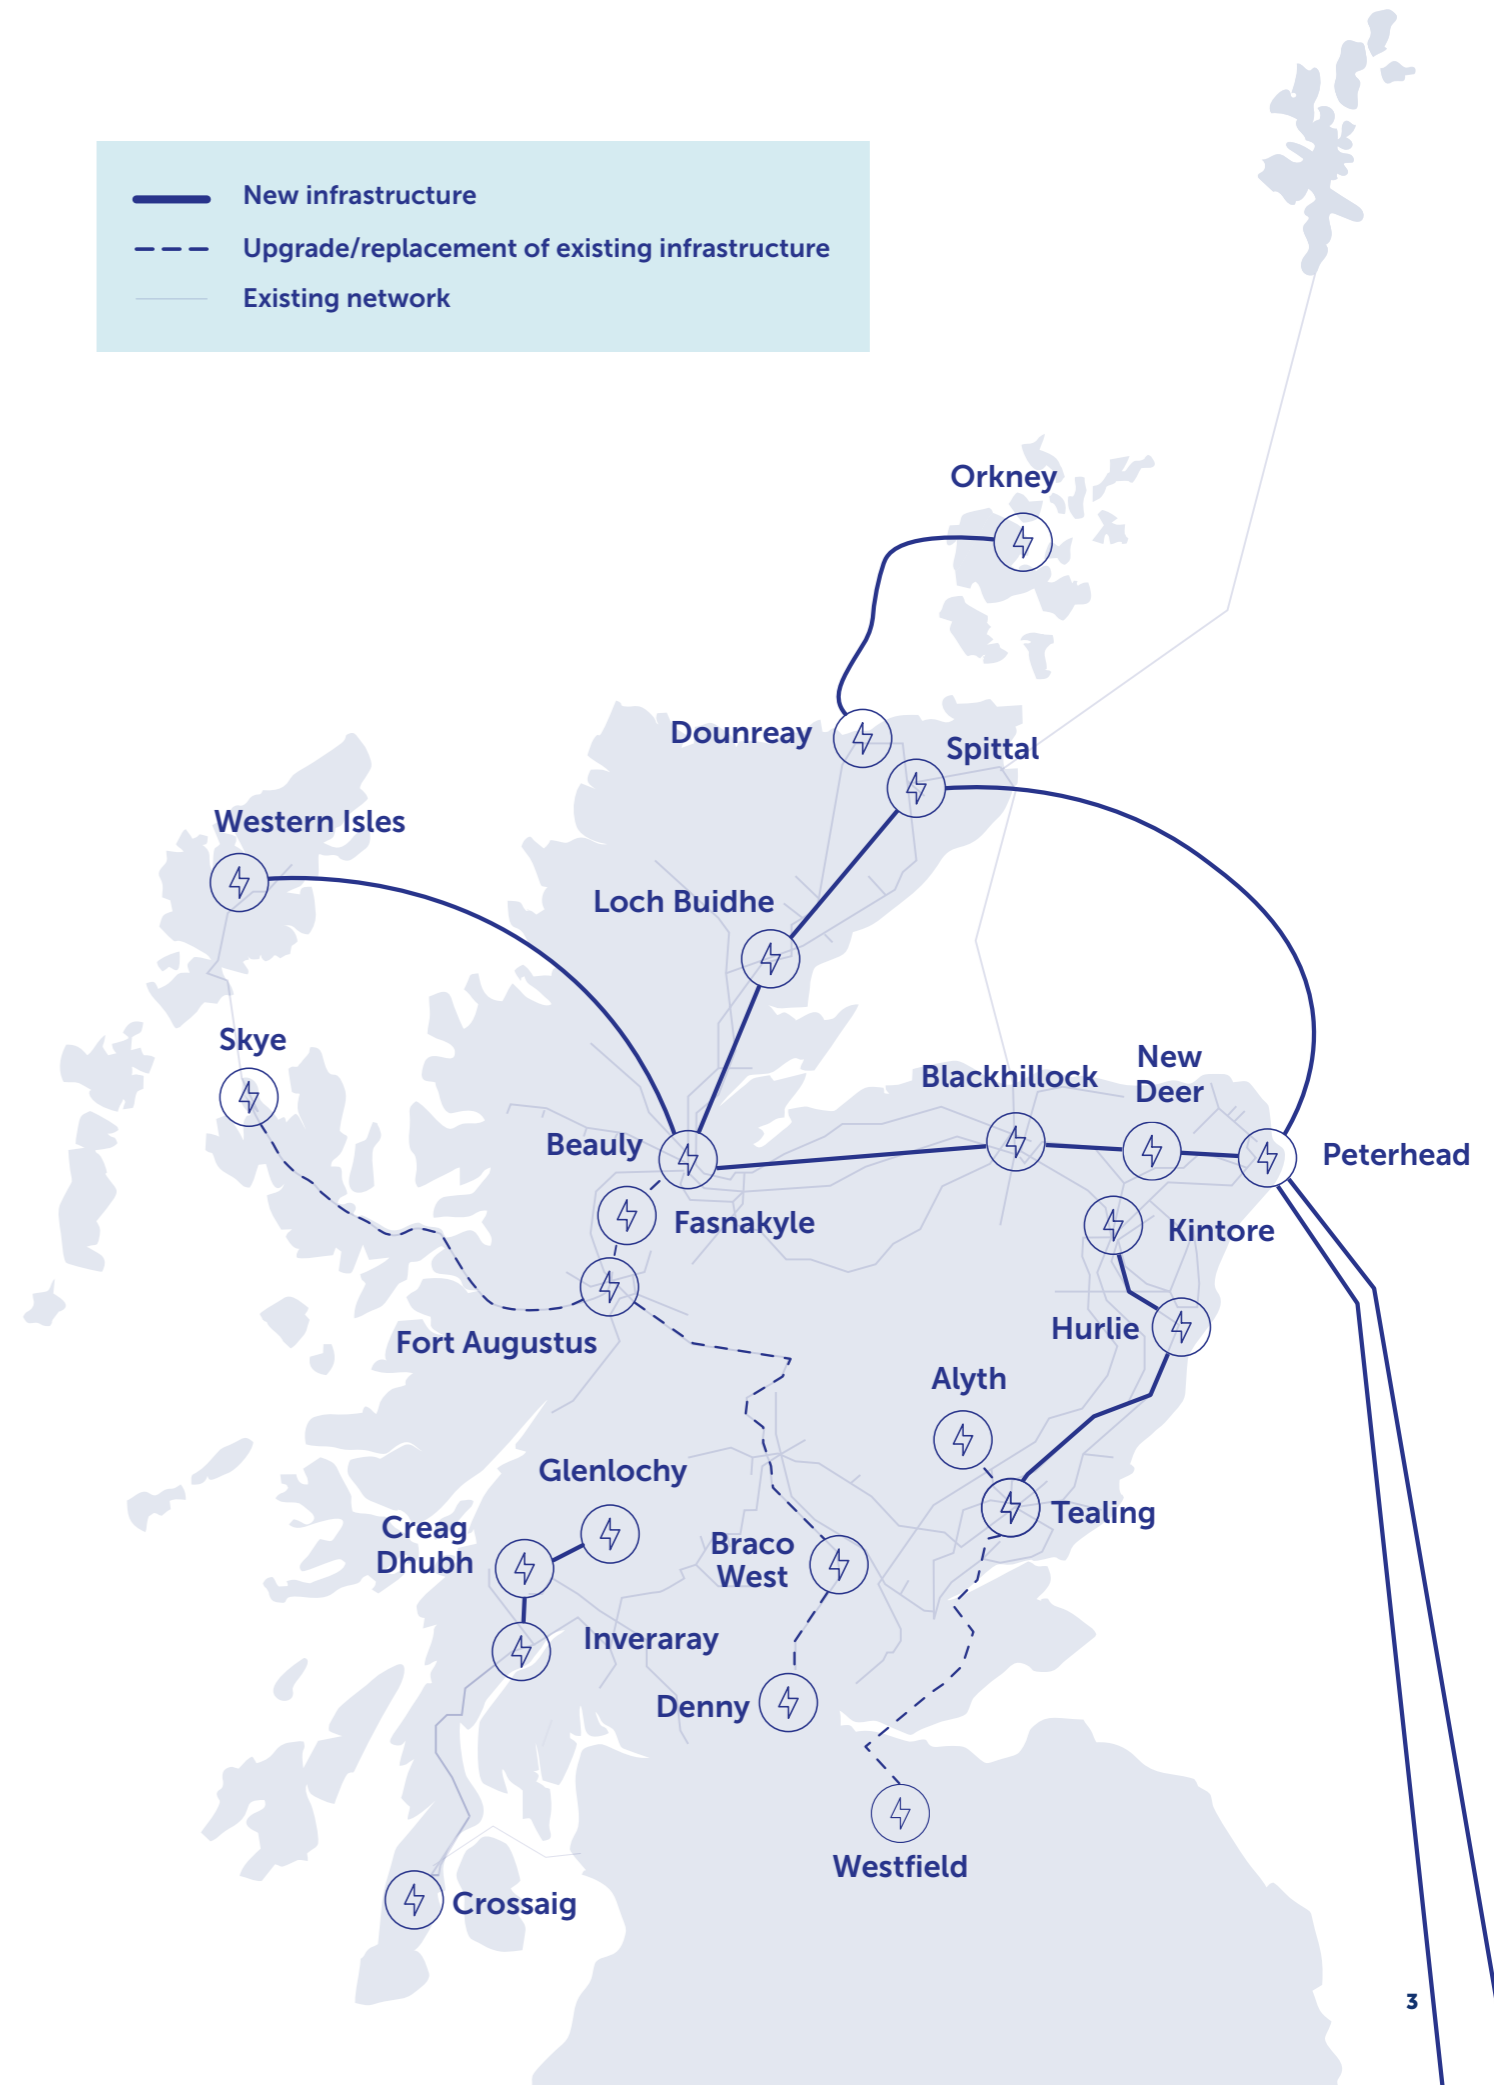 New infrastructure
Upgrade/replacement of existing infrastructure
Existing network
Orkney
Dounreay
Spittal
Western Isles
Loch Buidhe
Skye
Blackhillock
New
Deer
Beauly
Peterhead
Fasnakyle
Kintore
Fort Augustus
Hurlie
Alyth
Glenlochy
Creag
Dhubh
Braco
West
Tealing
Inveraray
Denny
Westfield
Crossaig
3